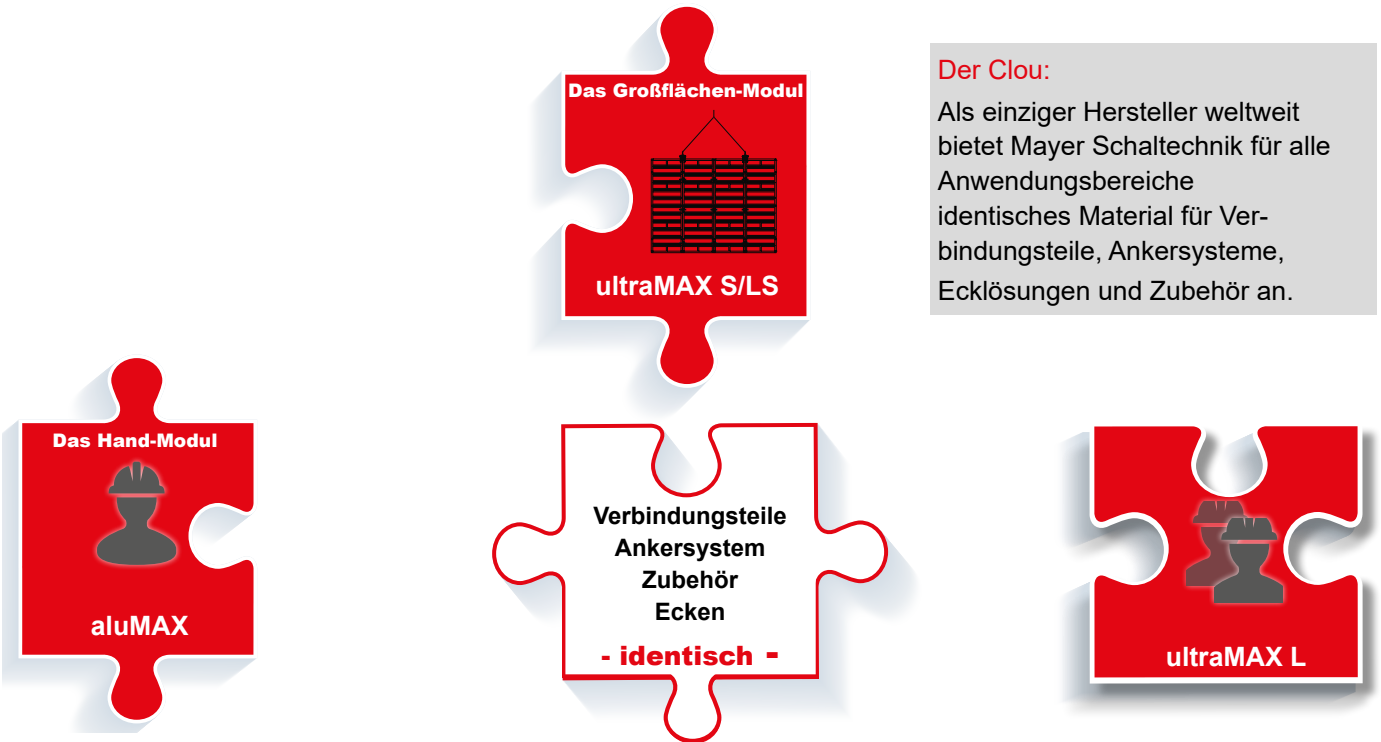 Das Großflächen-Modul
ultraMAX S/LS
Der Clou:
Als einziger Hersteller weltweit
bietet Mayer Schaltechnik für alle
Anwendungsbereiche
identisches Material für Ver-
bindungsteile, Ankersysteme,
Ecklösungen und Zubehör an.
Das Hand-Modul
aluMAX
Verbindungsteile
Ankersystem
Zubehör
Ecken
- identisch -
ultraMAX L